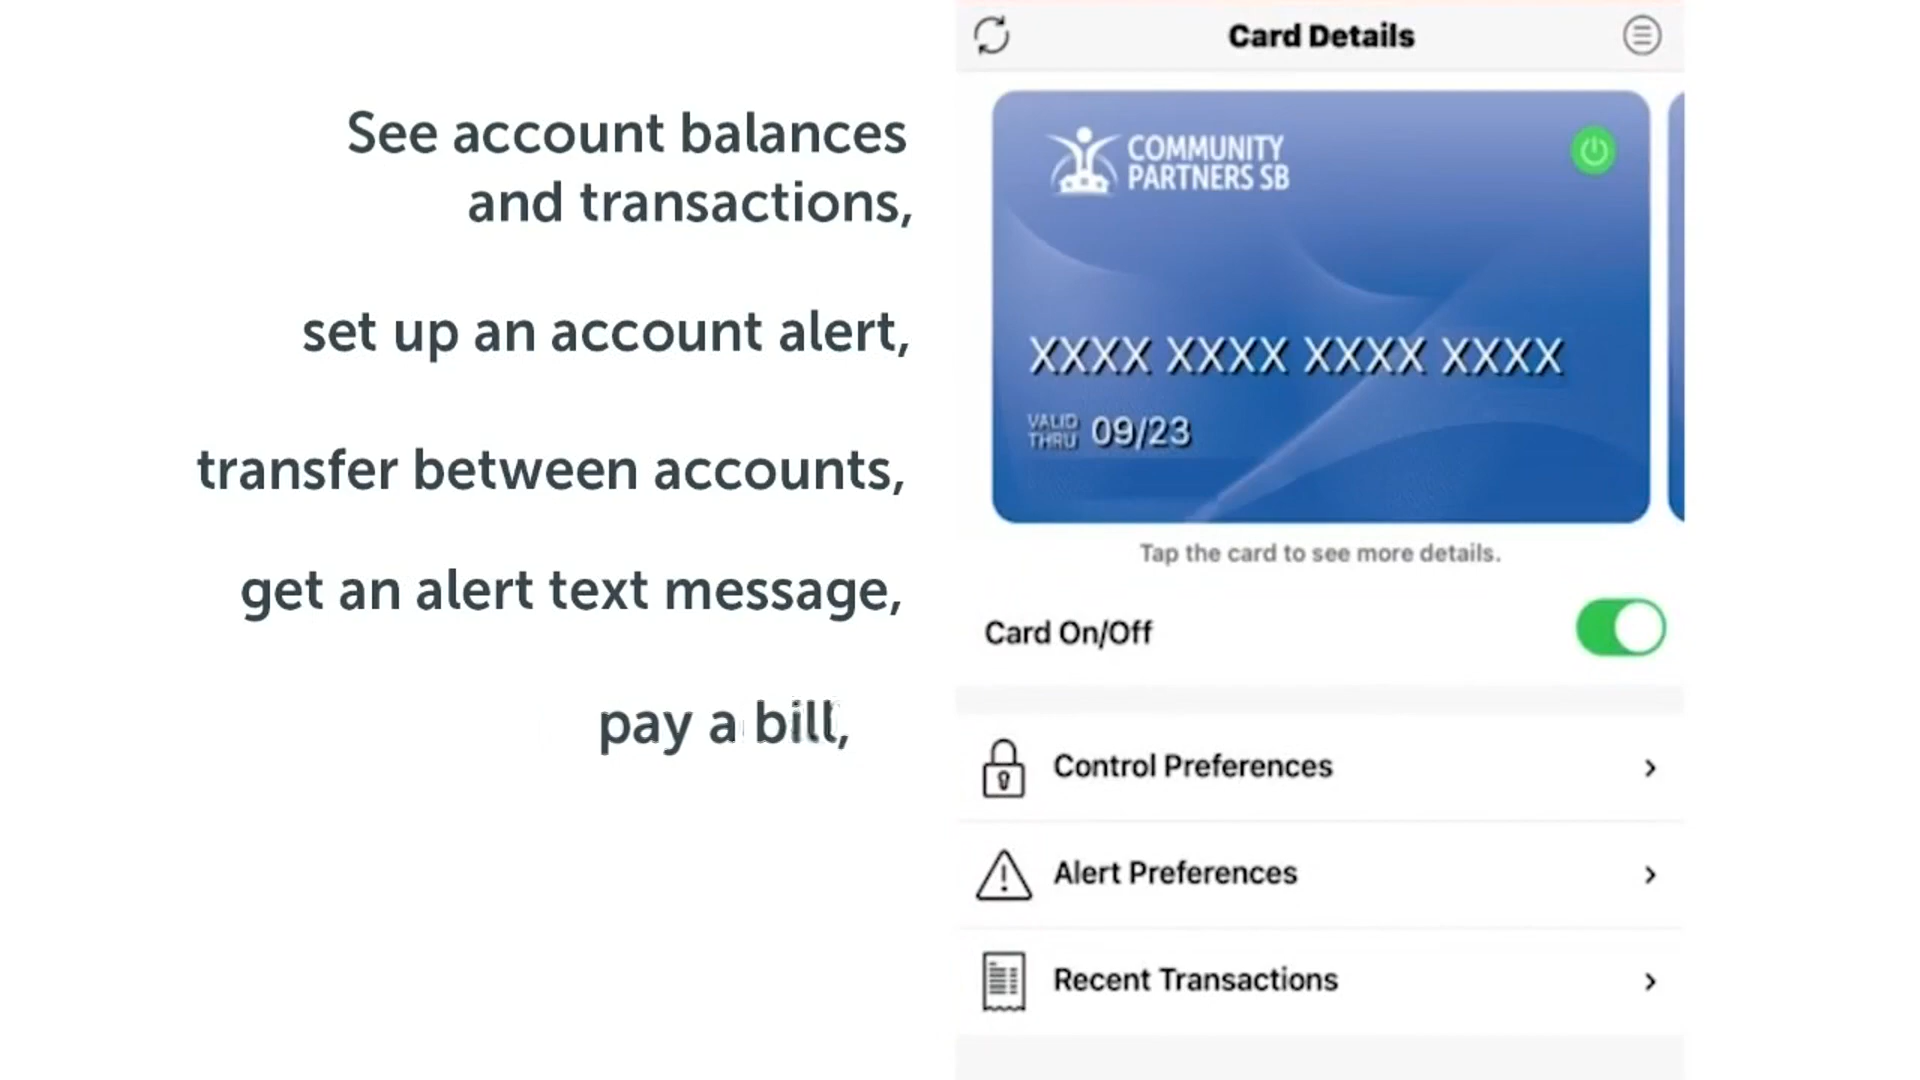 See account balances
and transactions,
set up an account alert,
transfer between accounts,
get an alert text message,
pay a bill,
Card Details
COMMUNITY
PARTNERS SB
XXXX XXXX XXXX XXXX
VALID
THRU 09/23
Tap the card to see more details.
Card On/Off
Control Preferences
Alert Preferences
Recent Transactions